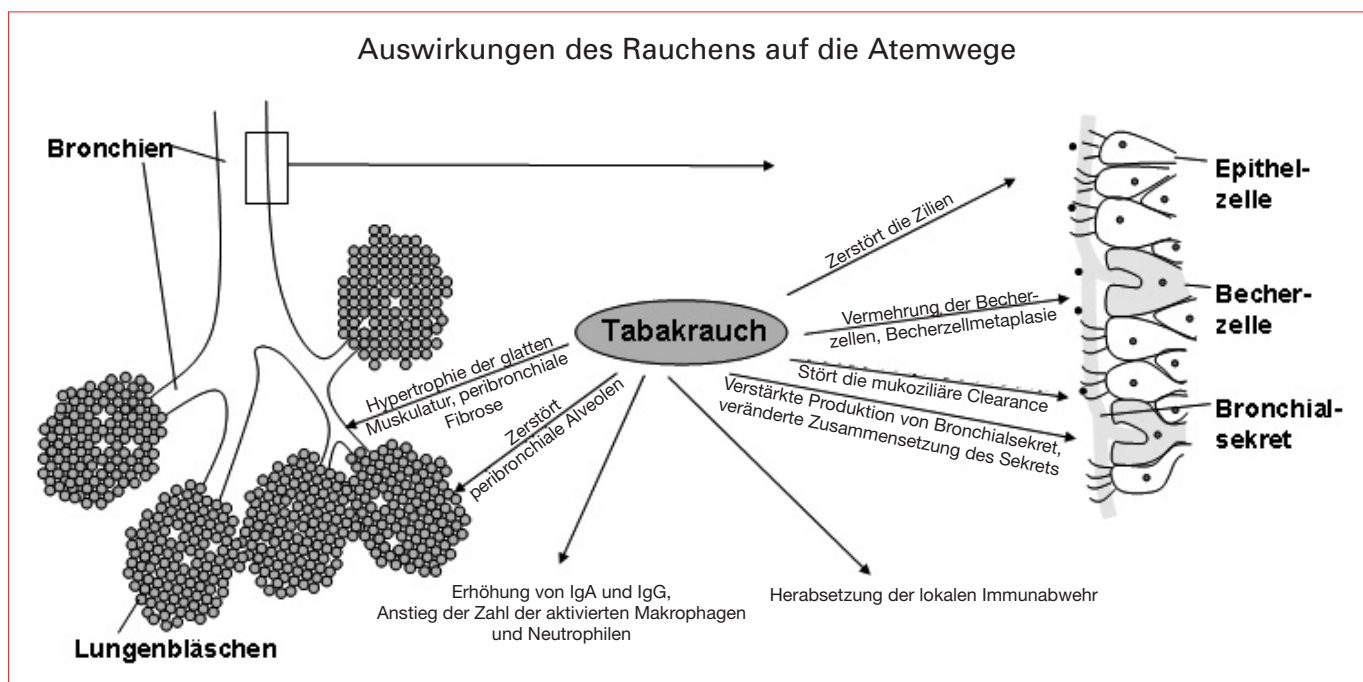 Auswirkungen des Rauchens auf die Atemwege
Bronchien
Epithel-
zelle
Zerstört die Zilien
Becher-
zelle
Vermehrung der Becher-
zellen, Becherzellmetaplasie
Tabakrauch
Hypertrophie der glatten
Muskulatur, peribronchiale
Fibrose
Stört die mukoziliäre Clearance
Bronchial-
sekret
Verstärkte Produktion von Bronchialsekret,
veränderte Zusammensetzung des Sekrets
Zerstört
peribronchiale Alveolen
Erhöhung von IgA und IgG,
Anstieg der Zahl der aktivierten Makrophagen
und Neutrophilen
Herabsetzung der lokalen Immunabwehr
Lungenbläschen